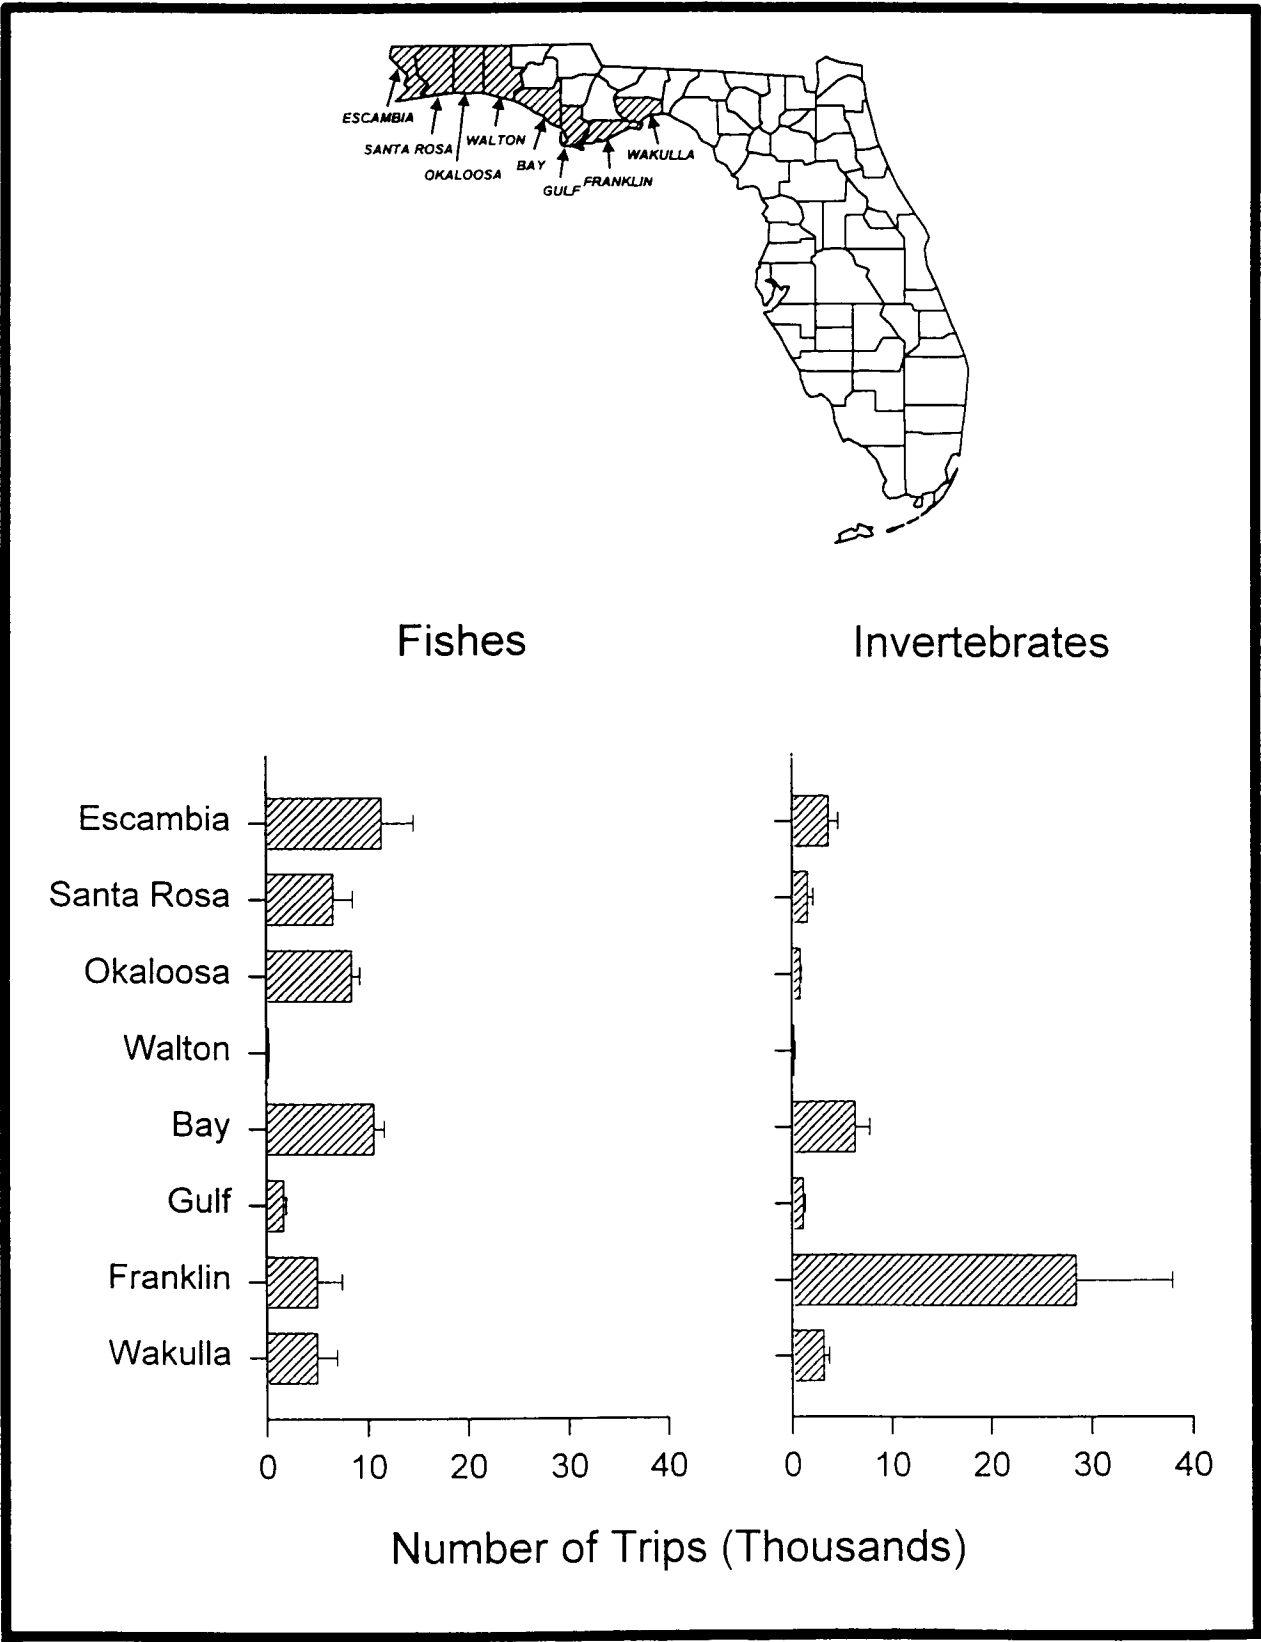 ESCAMBIA
SANTA ROSA
OKALOOSA
WALTON
BAY
GULF
FRANKLIN
WAKULLA
Fishes Invertebrates
Escambia
Santa Rosa
Okaloosa
Walton
Bay
Gulf
Franklin
Wakulla
0 10 20 30 40 0 10 20 30 40
Number of Trips (Thousands)